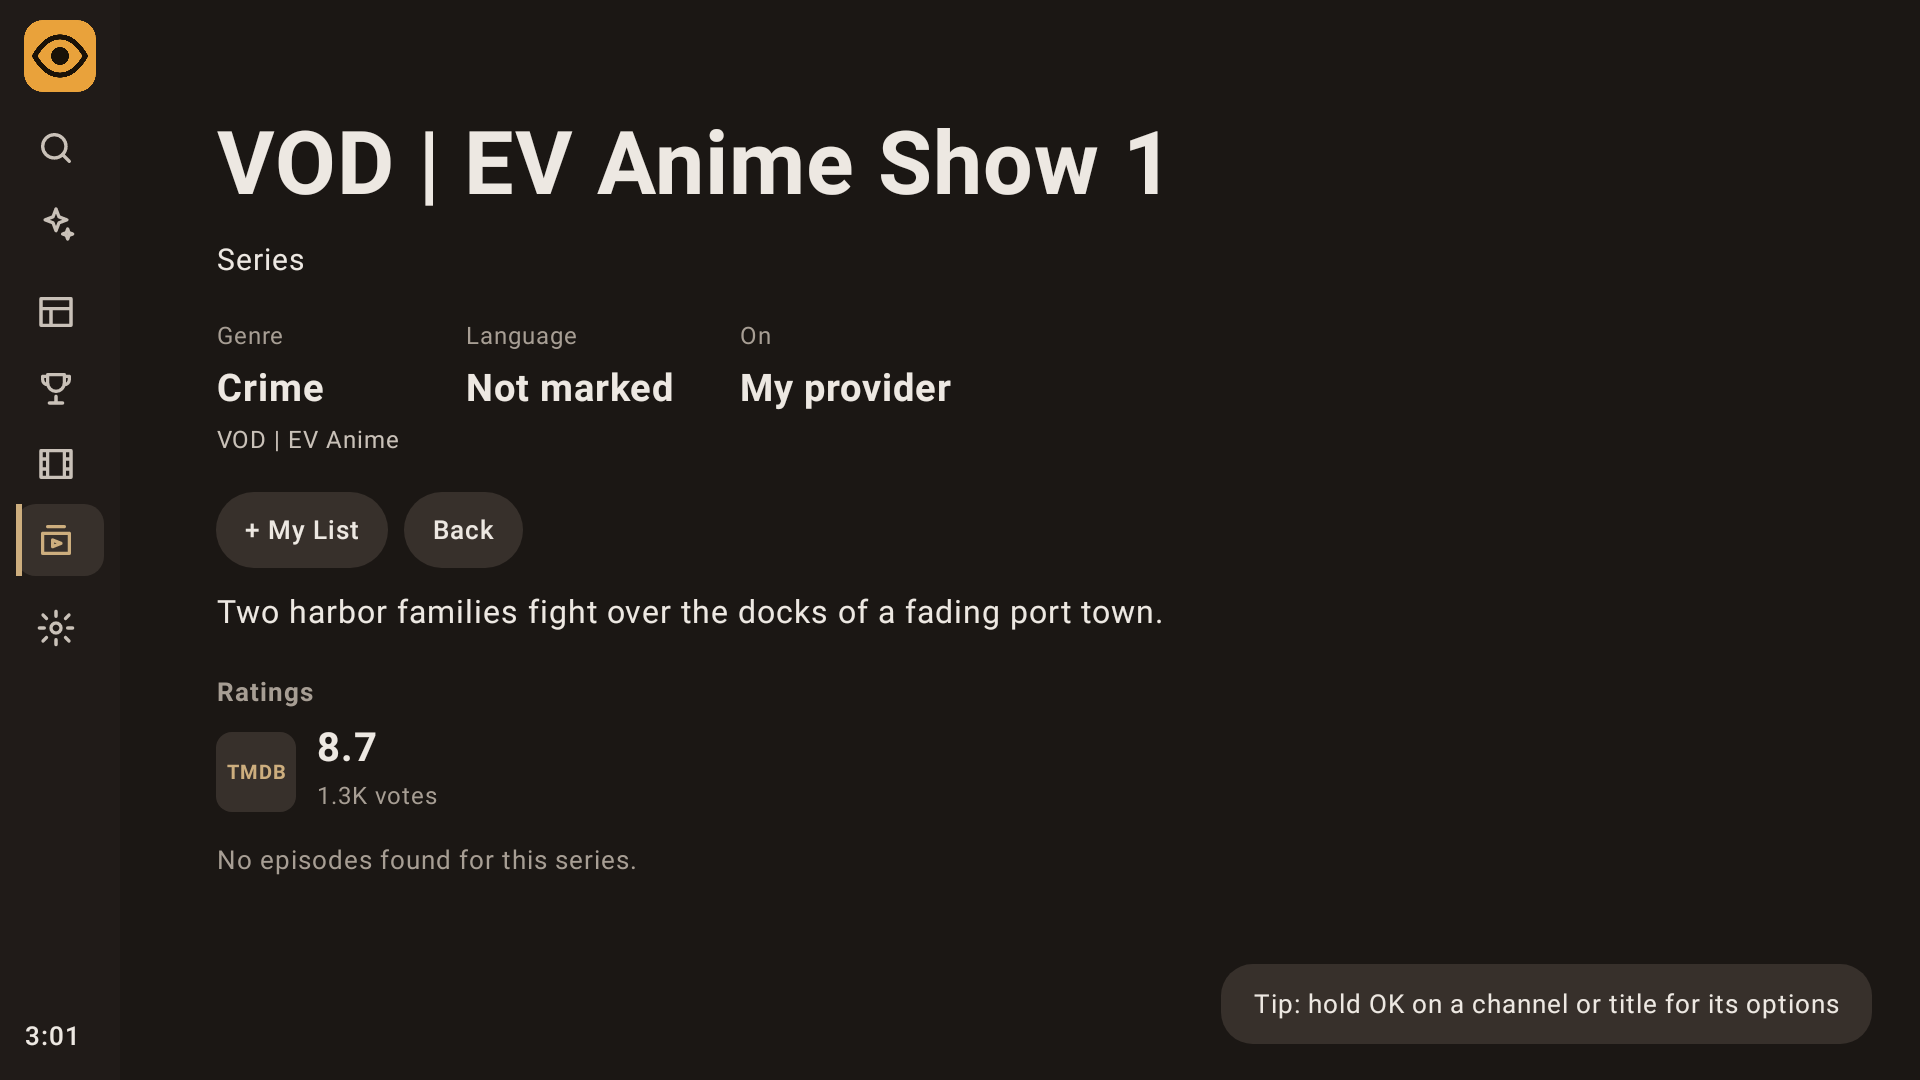 VOD | EV Anime Show 1
Series
Genre
Language
On
Crime
Not marked
My provider
VOD | EV Anime
+ My List
Back
Two harbor families fight over the docks of a fading port town.
Ratings
TMDB
8.7
1.3K votes
No episodes found for this series.
Tip: hold OK on a channel or title for its options
3:01